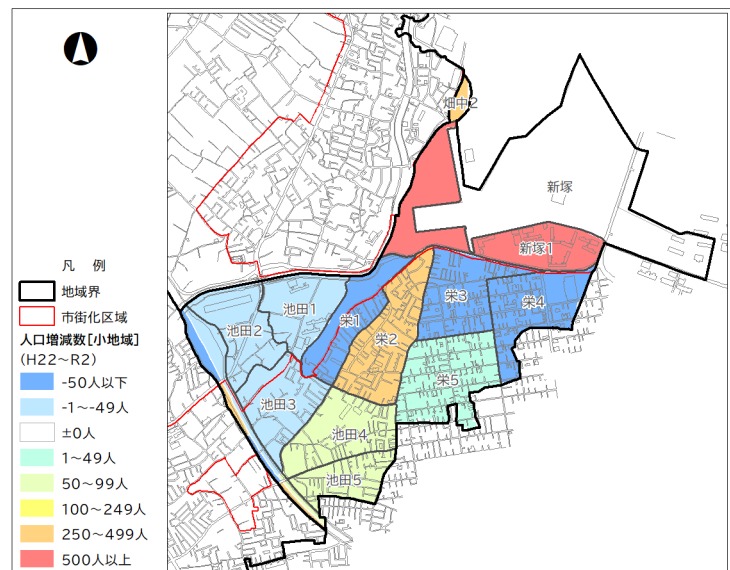 凡 例
地域界
市街化区域
人口増減数[小地域]
(H22～R2)
-50人以下
-1～-49人
±0人
1～49人
50～99人
100～249人
250～499人
500人以上
畑中2
新塚
新塚1
池田1
池田2
栄1
栄2
栄3
栄4
池田3
栄5
池田4
池田5